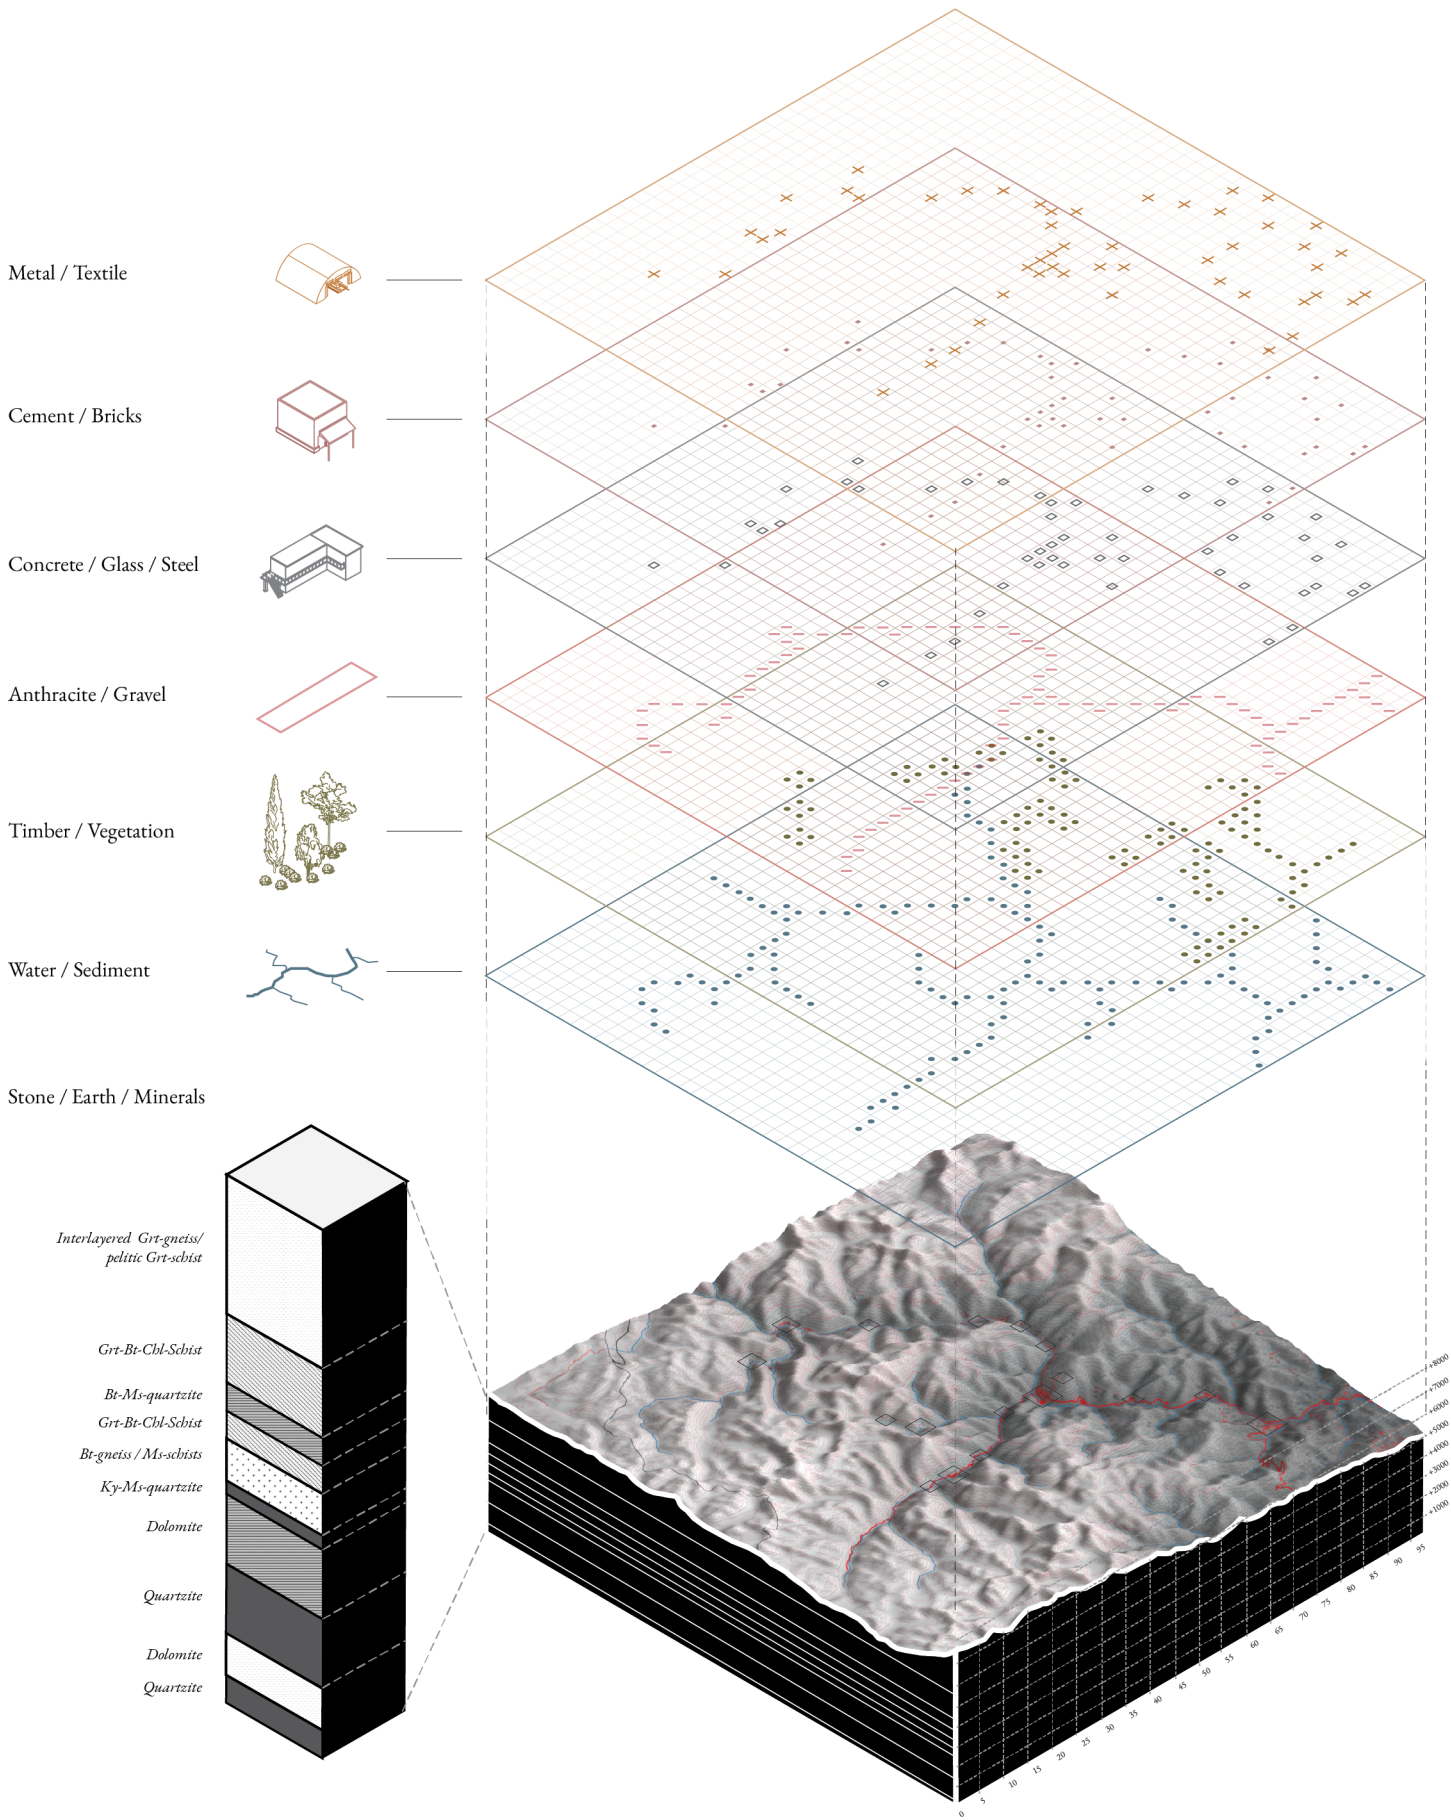 Metal / Textile
Cement / Bricks
Concrete / Glass / Steel
Anthracite / Gravel
Timber / Vegetation
Water / Sediment
Stone / Earth / Minerals
Interlayered Grt-gneiss/
pelitic Grt-schist
Grt-Bt-Chl-Schist
Bt-Ms-quartzite
Grt-Bt-Chl-Schist
Bt-gneiss / Ms-schists
Ky-Ms-quartzite
Dolomite
Quartzite
Dolomite
Quartzite
+8000
+7000
+6000
+5000
+4000
+3000
+2000
+1000
0
5
10
15
20
25
30
35
40
45
50
55
60
65
70
75
80
85
90
95